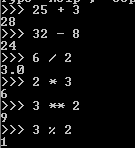 >>> 25 + 3
28
>>> 32 - 8
24
>>> 6 / 2
3.0
>>> 2 * 3
6
>>> 3 ** 2
9
>>> 3 % 2
1